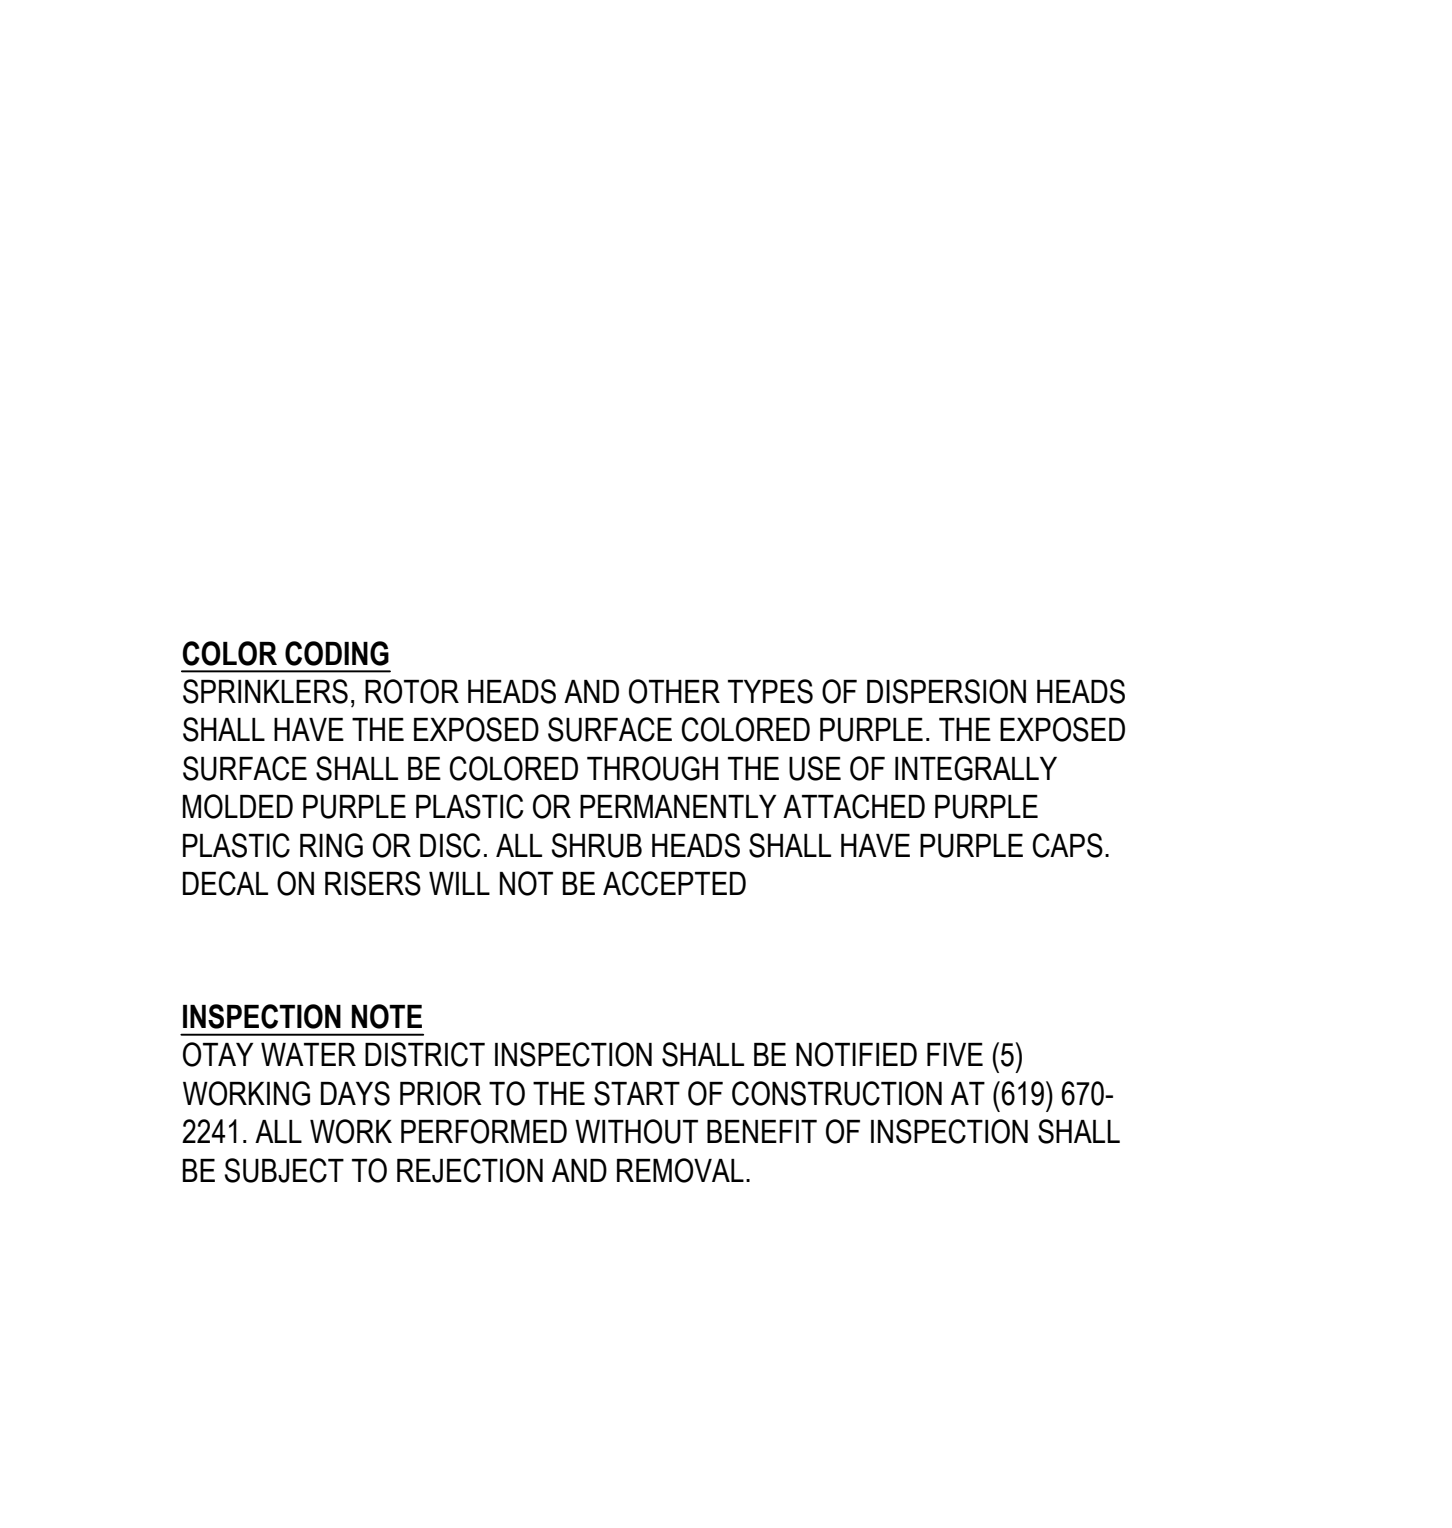 COLOR CODING
SPRINKLERS, ROTOR HEADS AND OTHER TYPES OF DISPERSION HEADS
SHALL HAVE THE EXPOSED SURFACE COLORED PURPLE. THE EXPOSED
SURFACE SHALL BE COLORED THROUGH THE USE OF INTEGRALLY
MOLDED PURPLE PLASTIC OR PERMANENTLY ATTACHED PURPLE
PLASTIC RING OR DISC. ALL SHRUB HEADS SHALL HAVE PURPLE CAPS.
DECAL ON RISERS WILL NOT BE ACCEPTED
INSPECTION NOTE
OTAY WATER DISTRICT INSPECTION SHALL BE NOTIFIED FIVE (5)
WORKING DAYS PRIOR TO THE START OF CONSTRUCTION AT (619) 670-
2241. ALL WORK PERFORMED WITHOUT BENEFIT OF INSPECTION SHALL
BE SUBJECT TO REJECTION AND REMOVAL.